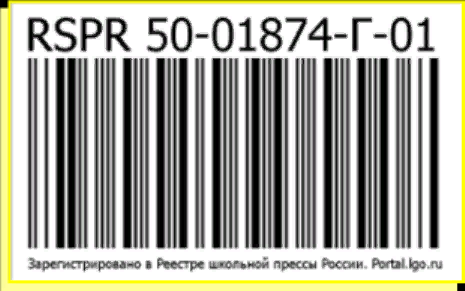 RSPR 50-01874-Г-01
Зарегистрировано в Реестре школьной прессы России. Portal.lgo.ru